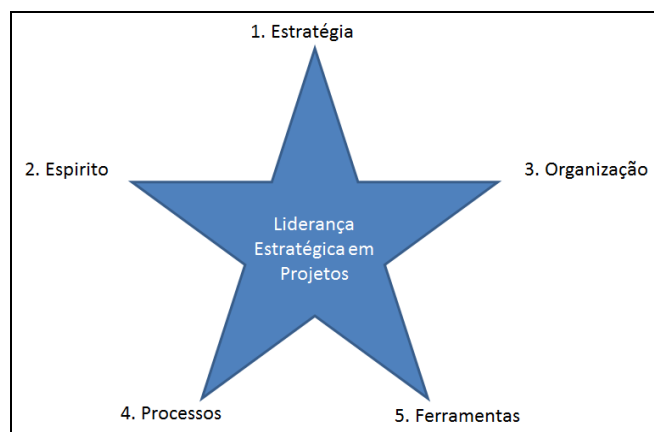 1. Estratégia
2. Espirito
3. Organização
Liderança
Estratégica em
Projetos
4. Processos
5. Ferramentas